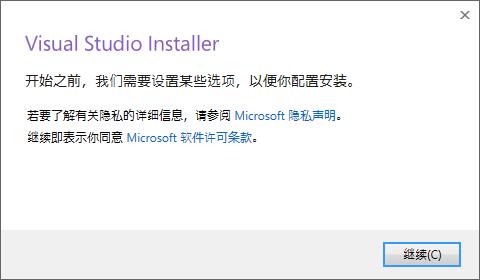 Visual Studio Installer
开始之前，我们需要设置某些选项，以便你配置安装。
若要了解有关隐私的详细信息，请参阅 Microsoft 隐私声明。
继续即表示你同意 Microsoft 软件许可条款。
继续(C)